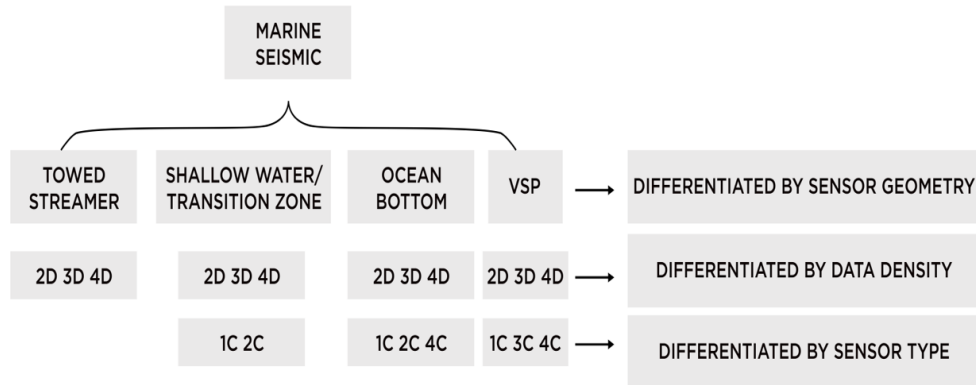 MARINE
SEISMIC
TOWED
STREAMER
SHALLOW WATER/
TRANSITION ZONE
OCEAN
BOTTOM
VSP
DIFFERENTIATED BY SENSOR GEOMETRY
2D 3D 4D
2D 3D 4D
2D 3D 4D
2D 3D 4D
DIFFERENTIATED BY DATA DENSITY
1C 2C
1C 2C 4C
1C 3C 4C
DIFFERENTIATED BY SENSOR TYPE